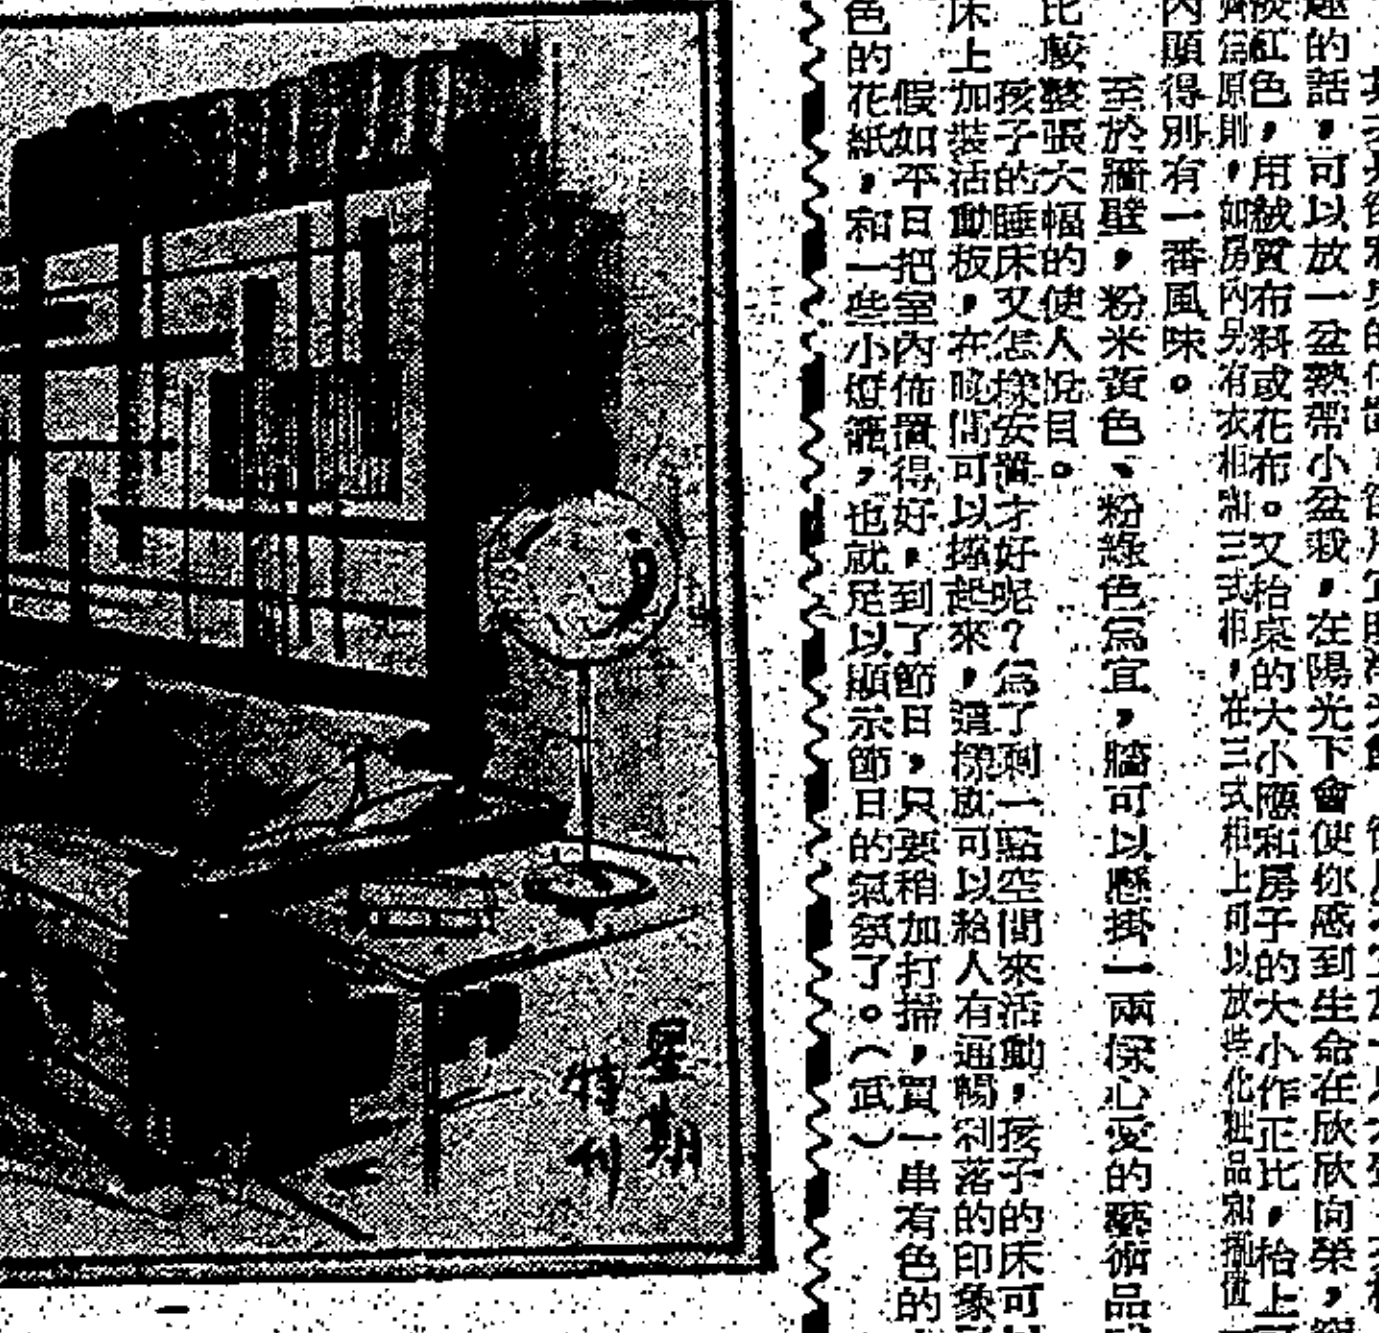 趣的話，可以放一盆熱帶小盆栽，在陽光下會使你感到生命在欣欣向榮，
紅色，用絨質布料或花布。又枱桌的大小應和房子的大小作正比，枱上
為原則，如房內另有衣柜和三式柜，在三式柜上可以放些化粧品和
內顯得別有一番風味。
至於牆壁，粉米黃色、粉綠色為宜，牆可以懸掛一兩幀心愛的藝術品
比較整張大幅的使人悅目。
孩子的睡床又怎樣安置才好呢？為了剩一點空間來活動，孩子的床可
床上加裝活動板，在晚間可以摺起來，這樣就可以給人有通暢利落的印象
假如平日把室內佈置得好，到了節日，只要稍加打掃，買一串有色的
色的花紙，和一些小燈籠，也就足以顯示節日的氣氛了。（武）
星期
特刊